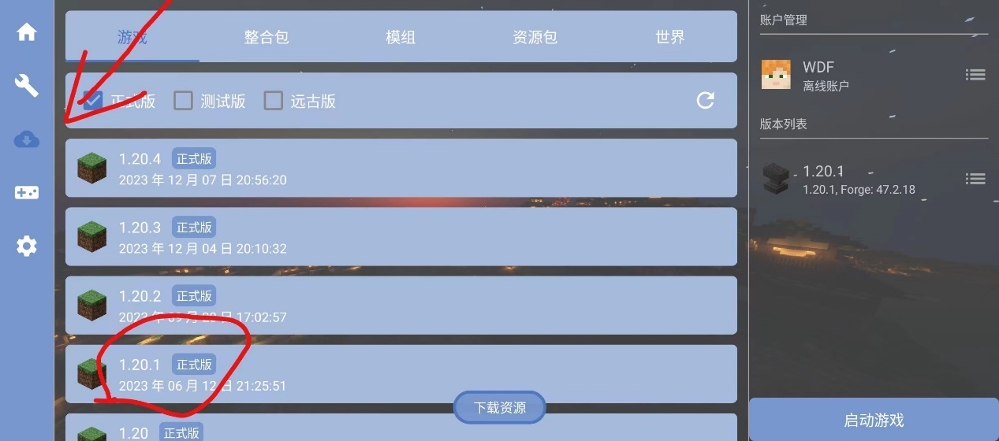 游戏
整合包
模组
资源包
世界
正式版
测试版
远古版
1.20.4 正式版
2023 年 12 月 07 日 20:56:20
1.20.3 正式版
2023 年 12 月 04 日 20:10:32
1.20.2 正式版
2023 年 09 月 20 日 17:02:57
1.20.1 正式版
2023 年 06 月 12 日 21:25:51
1.20 正式版
下载资源
账户管理
WDF
离线账户
版本列表
1.20.1
1.20.1, Forge: 47.2.18
启动游戏